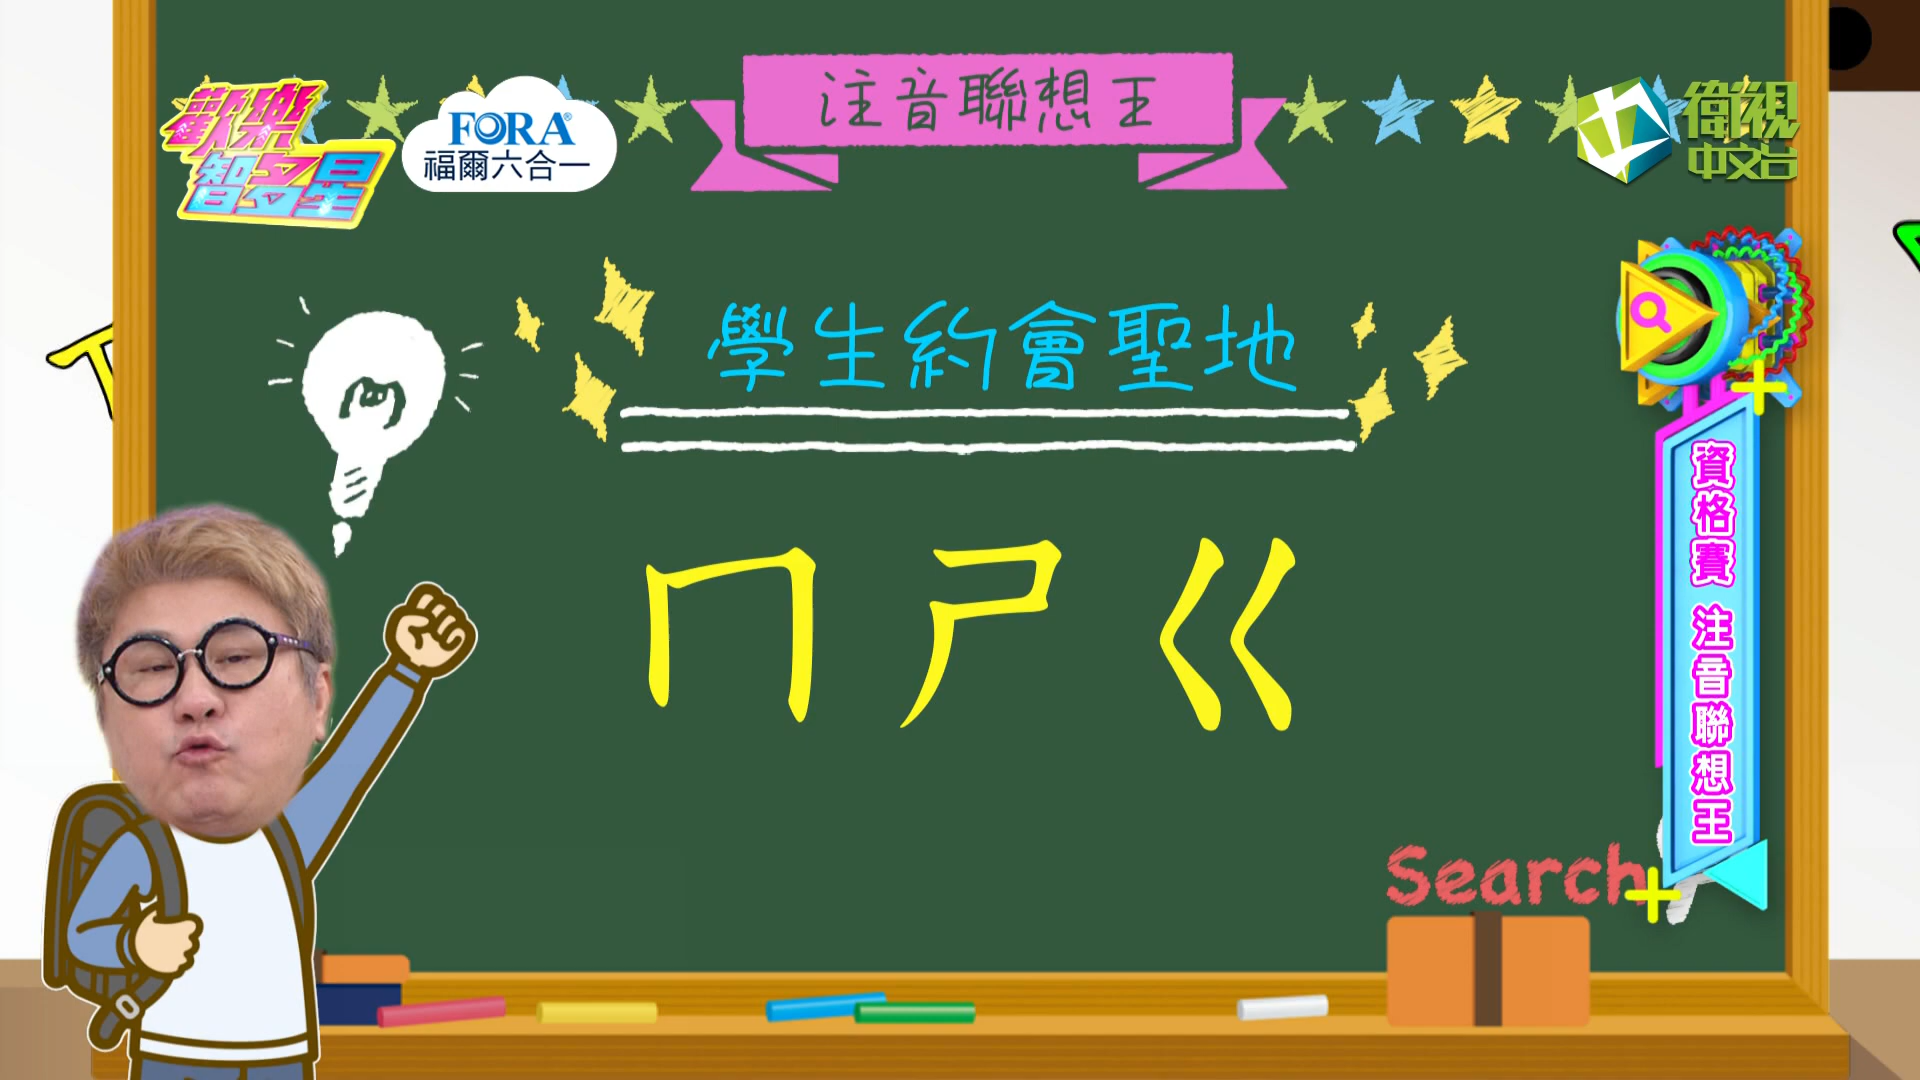 歡樂
智多星
FORA®
福爾六合一
注音聯想王
衛視
中文台
學生約會聖地
ㄇㄕㄍ
資格賽 注音聯想王
Search